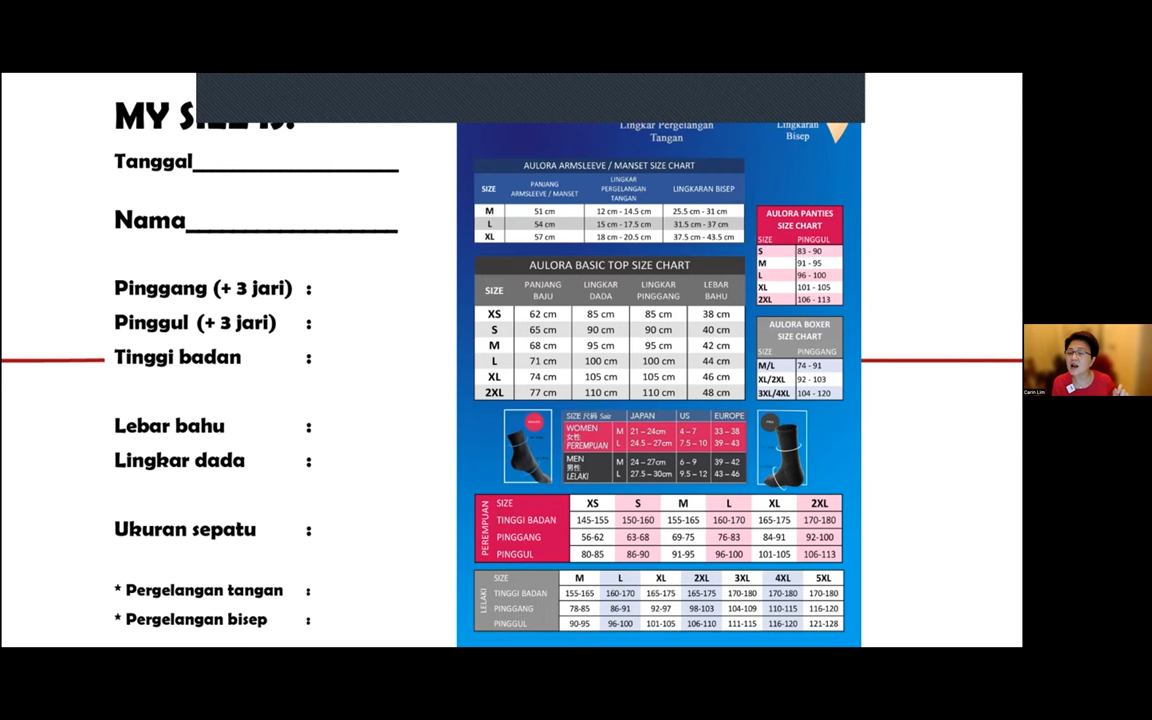 MY SIZE IS:
Tanggal___________________
Nama___________________
Pinggang (+ 3 jari) :
Pinggul (+ 3 jari) :
Tinggi badan :
Lebar bahu :
Lingkar dada :
Ukuran sepatu :
* Pergelangan tangan :
* Pergelangan bisep :
Lingkar Pergelangan
Tangan
Lingkaran
Bisep
AULORA ARMSLEEVE / MANSET SIZE CHART
SIZE PANJANG ARMSLEEVE / MANSET LINGKAR PERGELANGAN TANGAN LINGKARAN BISEP
M 51 cm 12 cm - 14.5 cm 25.5 cm - 31 cm
L 54 cm 15 cm - 17.5 cm 31.5 cm - 37 cm
XL 57 cm 18 cm - 20.5 cm 37.5 cm - 43.5 cm
AULORA PANTIES
SIZE CHART
SIZE PINGGUL
S 83 - 90
M 91 - 95
L 96 - 100
XL 101 - 105
2XL 106 - 113
AULORA BASIC TOP SIZE CHART
SIZE PANJANG BAJU LINGKAR DADA LINGKAR PINGGANG LEBAR BAHU
XS 62 cm 85 cm 85 cm 38 cm
S 65 cm 90 cm 90 cm 40 cm
M 68 cm 95 cm 95 cm 42 cm
L 71 cm 100 cm 100 cm 44 cm
XL 74 cm 105 cm 105 cm 46 cm
2XL 77 cm 110 cm 110 cm 48 cm
AULORA BOXER
SIZE CHART
SIZE PINGGANG
M/L 74 - 91
XL/2XL 92 - 103
3XL/4XL 104 - 120
SIZE 尺码 Saiz JAPAN US EUROPE
WOMEN 女性 PEREMPUAN
M 21 – 24cm 4 – 7 33 – 38
L 24.5 – 27cm 7.5 – 10 39 – 43
MEN 男性 LELAKI
M 24 – 27cm 6 – 9 39 – 42
L 27.5 – 30cm 9.5 – 12 43 – 46
PEREMPUAN
SIZE XS S M L XL 2XL
TINGGI BADAN 145-155 150-160 155-165 160-170 165-175 170-180
PINGGANG 56-62 63-68 69-75 76-83 84-91 92-100
PINGGUL 80-85 86-90 91-95 96-100 101-105 106-113
LELAKI
SIZE M L XL 2XL 3XL 4XL 5XL
TINGGI BADAN 155-165 160-170 165-175 165-175 170-180 170-180 170-180
PINGGANG 78-85 86-91 92-97 98-103 104-109 110-115 116-120
PINGGUL 90-95 96-100 101-105 106-110 111-115 116-120 121-128
Carin Lim